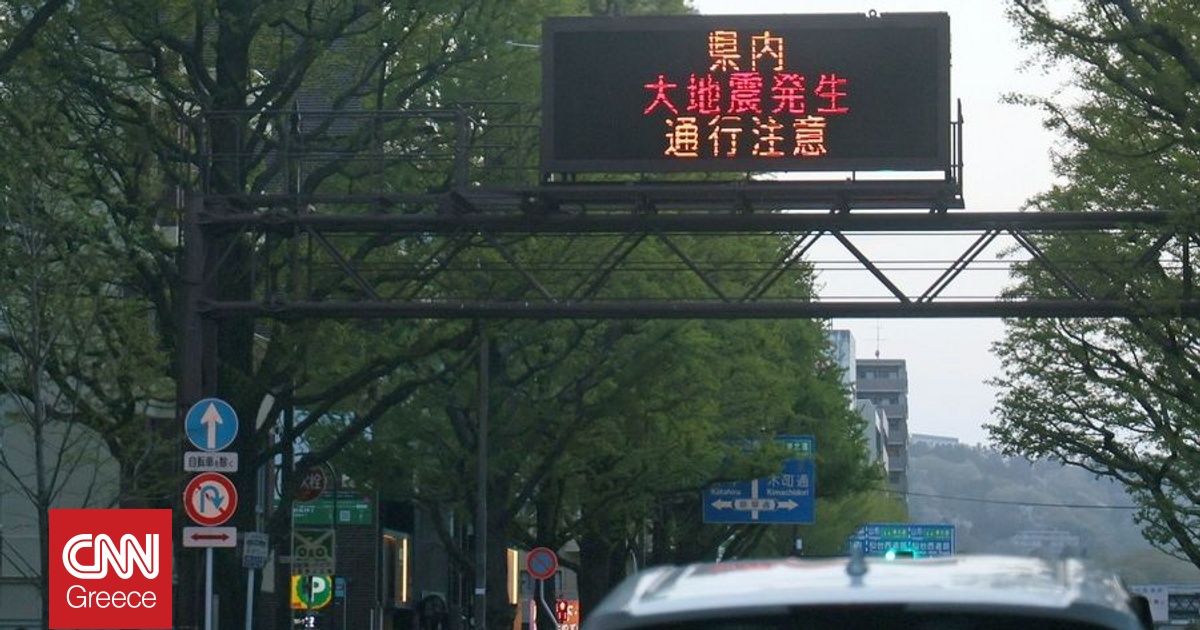 県内
大地震発生
通行注意
自転車を除く
木町通
Kitahira
Kimachidori
P
CNN
Greece